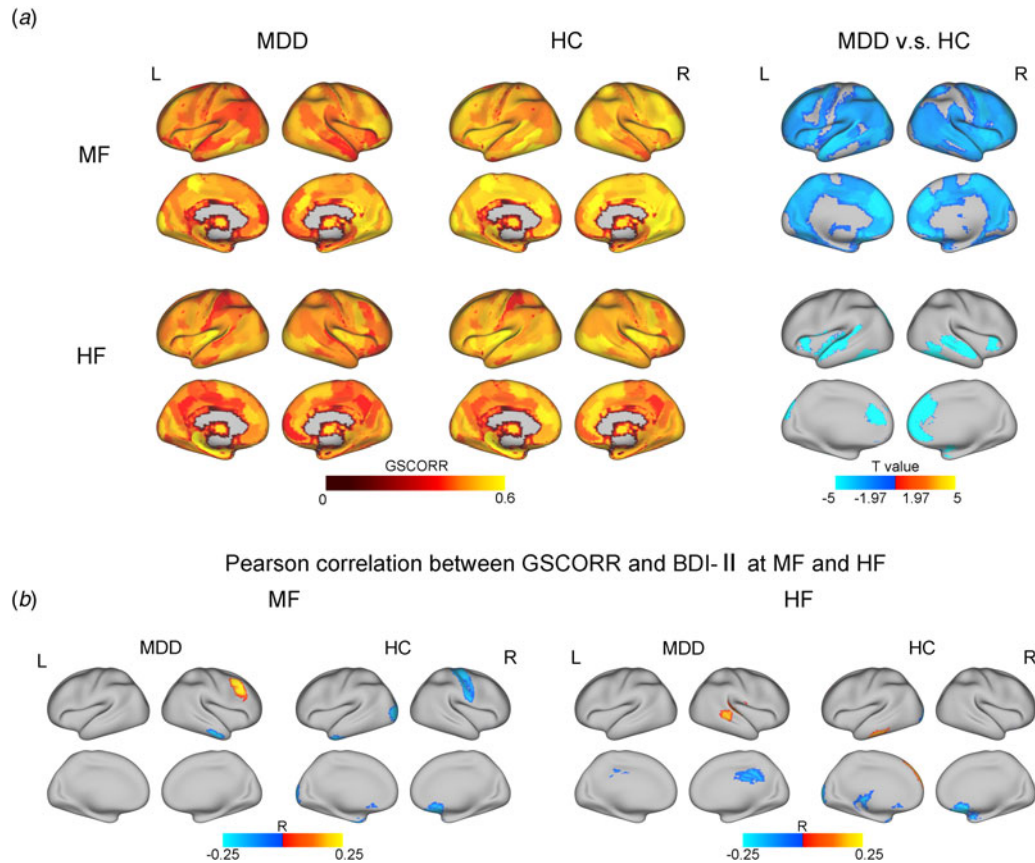 (a)
MDD HC MDD v.s. HC
L R L R
MF
HF
GSCORR
0 0.6
T value
-5 -1.97 1.97 5
Pearson correlation between GSCORR and BDI-II at MF and HF
(b)
MF HF
L MDD HC R L MDD HC R
R R
-0.25 0.25 -0.25 0.25